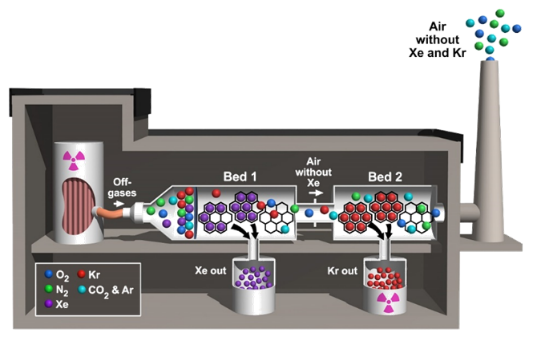 Air
without
Xe and Kr
Bed 1
Air
without
Xe
Bed 2
Off-
gases
Xe out
Kr out
O2
Kr
N2
CO2 & Ar
Xe